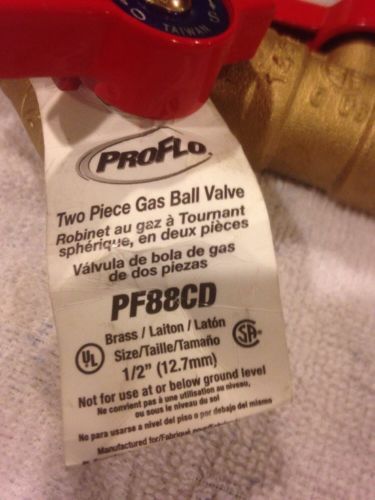 TAIWAN
PROFLO
Two Piece Gas Ball Valve
Robinet au gaz à Tournant
sphérique, en deux pièces
Válvula de bola de gas
de dos piezas
PF88CD
Brass / Laiton / Latón
Size/Taille/Tamaño
1/2" (12.7mm)
UL
SA
Not for use at or below ground level
Ne convient pas à une utilisation au niveau,
ou sous le niveau du sol
No para usarse a nivel del piso o por debajo del mismo
Manufactured for/Fabriqué